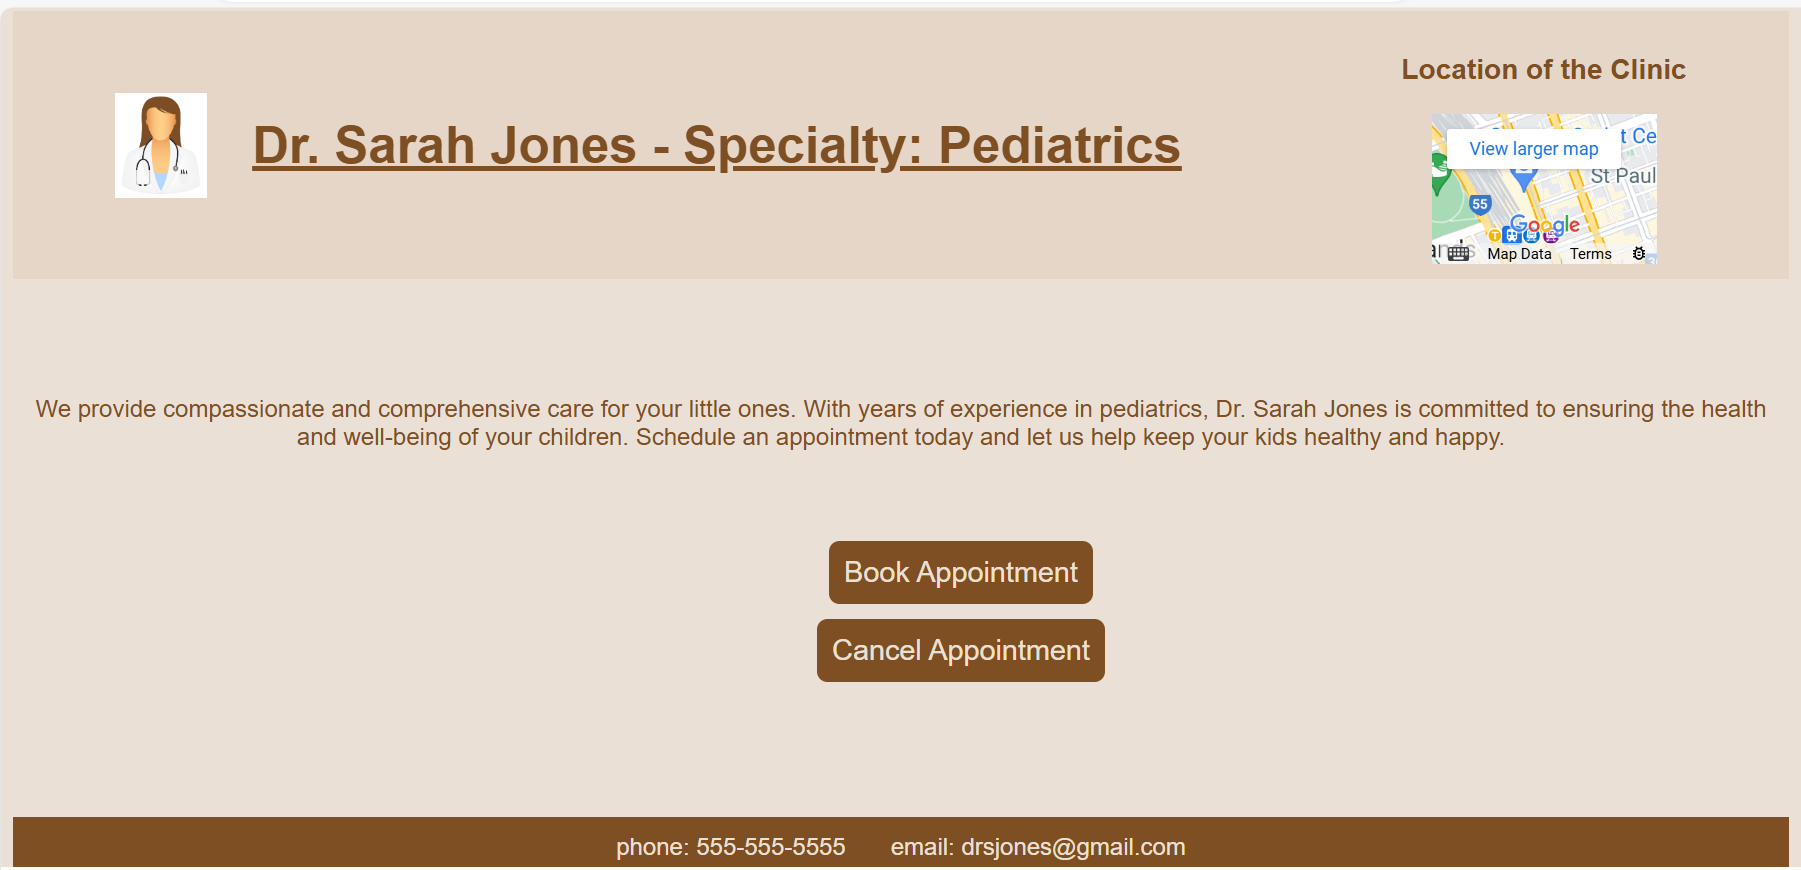 Dr. Sarah Jones - Specialty: Pediatrics
Location of the Clinic
View larger map
t Ce
St Paul
55
Google
Map Data
Terms
We provide compassionate and comprehensive care for your little ones. With years of experience in pediatrics, Dr. Sarah Jones is committed to ensuring the health
and well-being of your children. Schedule an appointment today and let us help keep your kids healthy and happy.
Book Appointment
Cancel Appointment
phone: 555-555-5555 email: drsjones@gmail.com